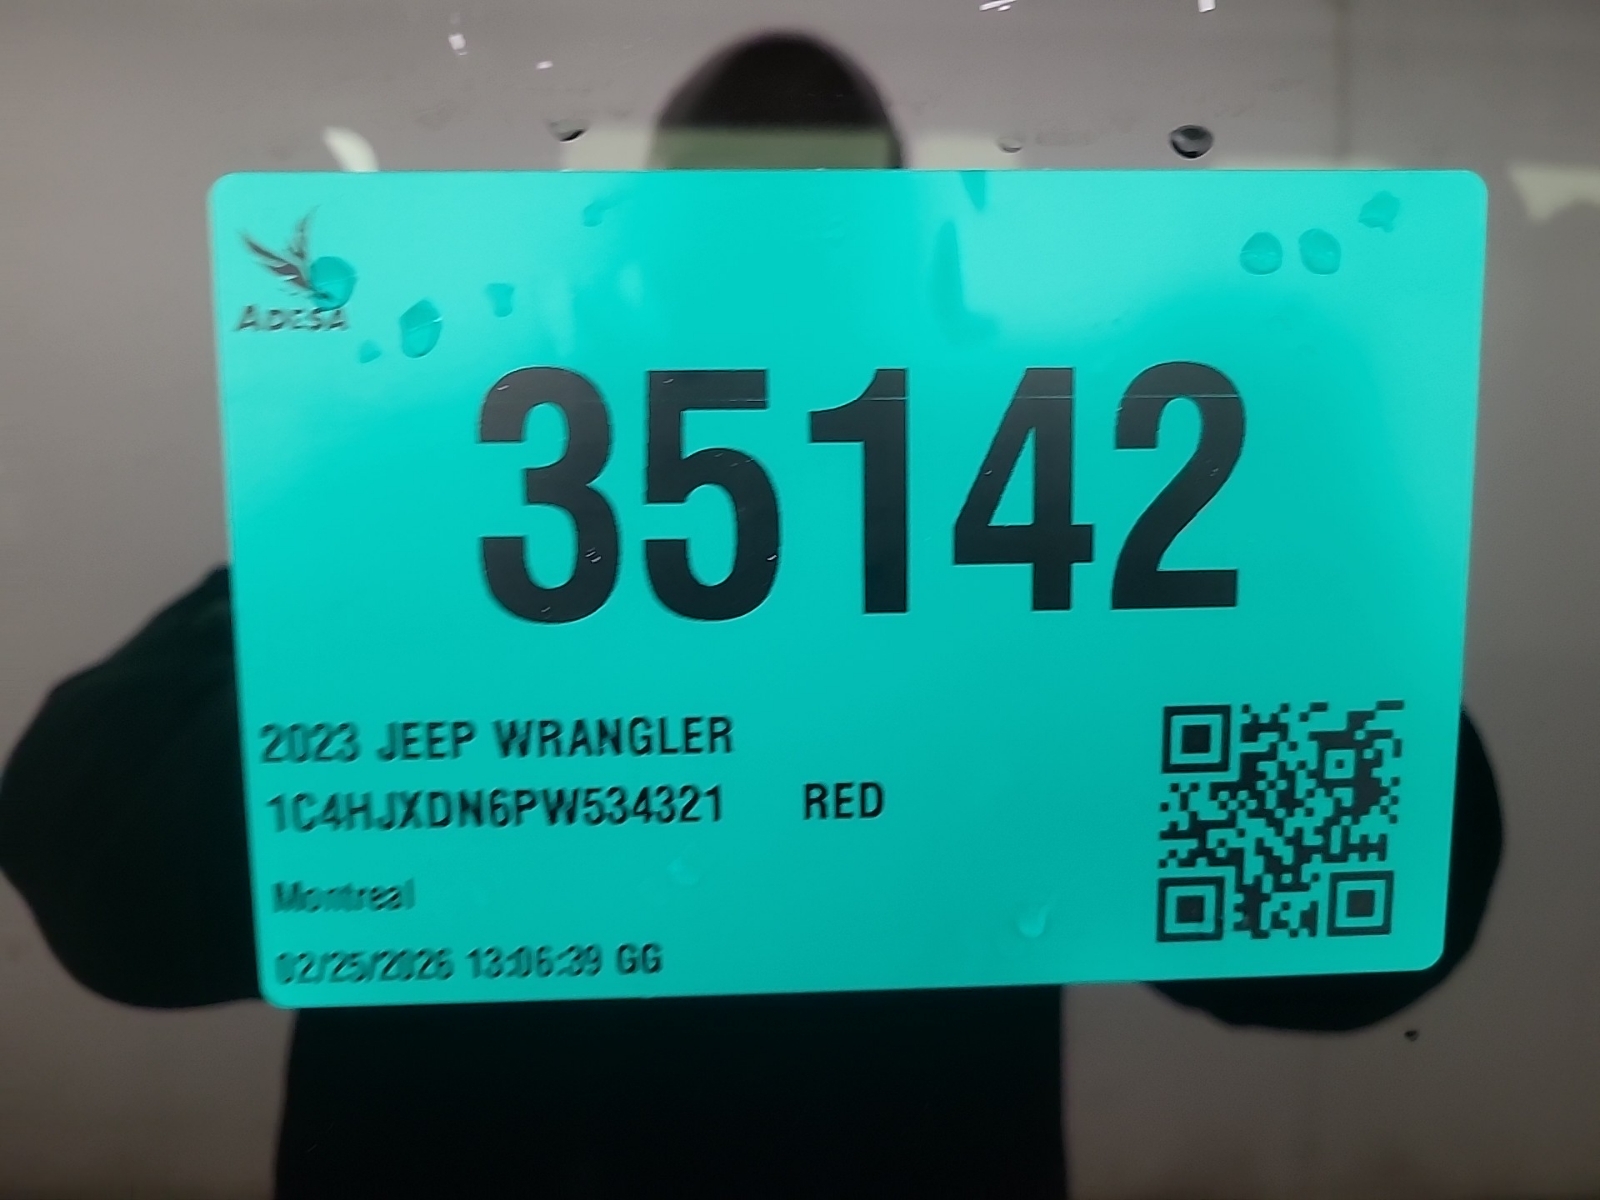 ADESA
35142
2023 JEEP WRANGLER
1C4HJXDN6PW534321 RED
Montreal
02/25/2026 13:06:39 GG